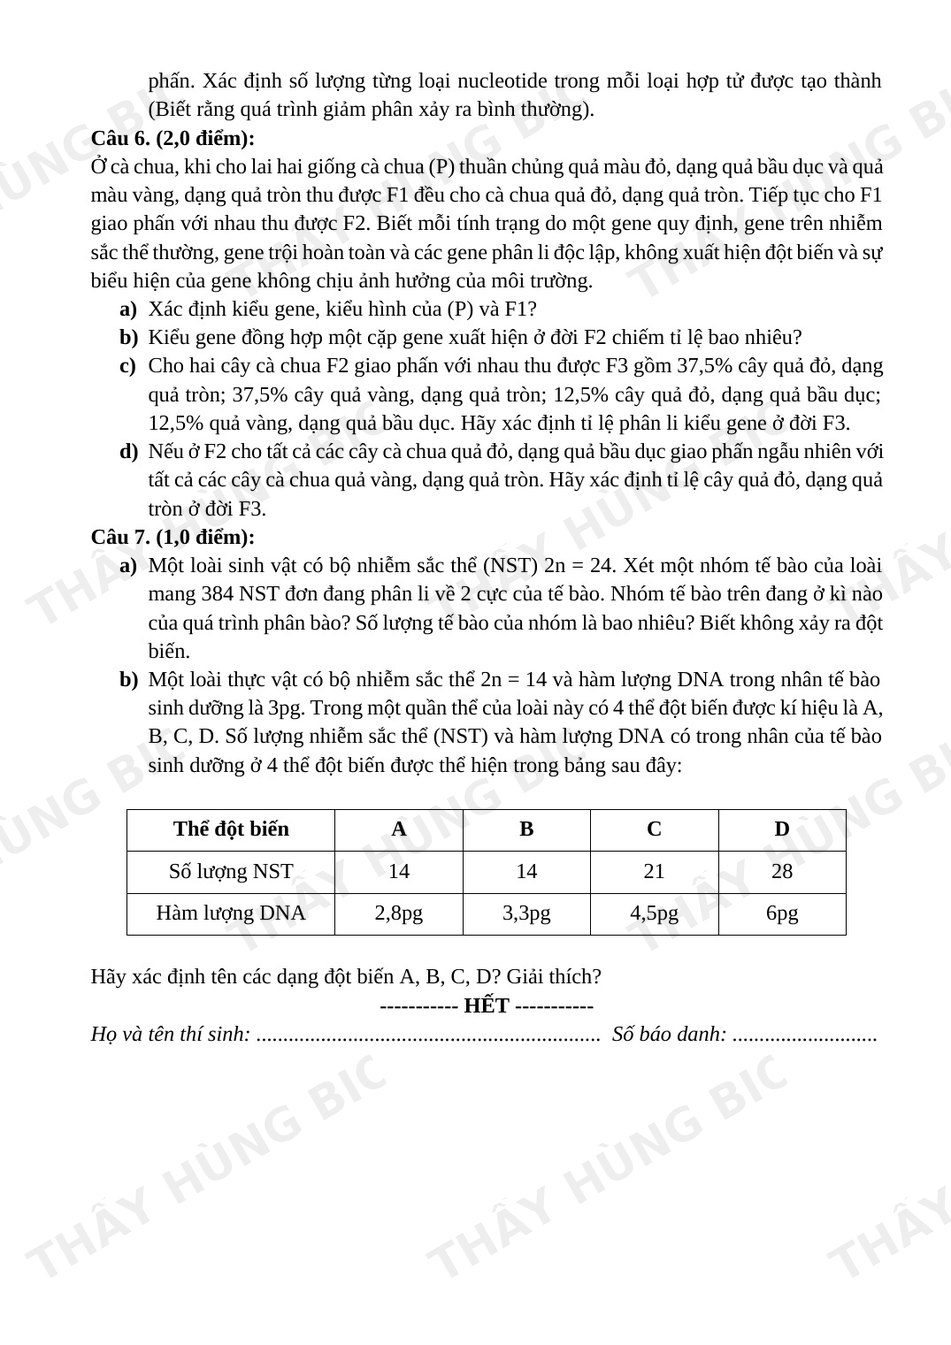 phấn. Xác định số lượng từng loại nucleotide trong mỗi loại hợp tử được tạo thành
(Biết rằng quá trình giảm phân xảy ra bình thường).
Câu 6. (2,0 điểm):
Ở cà chua, khi cho lai hai giống cà chua (P) thuần chủng quả màu đỏ, dạng quả bầu dục và quả
màu vàng, dạng quả tròn thu được F1 đều cho cà chua quả đỏ, dạng quả tròn. Tiếp tục cho F1
giao phấn với nhau thu được F2. Biết mỗi tính trạng do một gene quy định, gene trên nhiễm
sắc thể thường, gene trội hoàn toàn và các gene phân li độc lập, không xuất hiện đột biến và sự
biểu hiện của gene không chịu ảnh hưởng của môi trường.
a) Xác định kiểu gene, kiểu hình của (P) và F1?
b) Kiểu gene đồng hợp một cặp gene xuất hiện ở đời F2 chiếm tỉ lệ bao nhiêu?
c) Cho hai cây cà chua F2 giao phấn với nhau thu được F3 gồm 37,5% cây quả đỏ, dạng
quả tròn; 37,5% cây quả vàng, dạng quả tròn; 12,5% cây quả đỏ, dạng quả bầu dục;
12,5% quả vàng, dạng quả bầu dục. Hãy xác định tỉ lệ phân li kiểu gene ở đời F3.
d) Nếu ở F2 cho tất cả các cây cà chua quả đỏ, dạng quả bầu dục giao phấn ngẫu nhiên với
tất cả các cây cà chua quả vàng, dạng quả tròn. Hãy xác định tỉ lệ cây quả đỏ, dạng quả
tròn ở đời F3.
Câu 7. (1,0 điểm):
a) Một loài sinh vật có bộ nhiễm sắc thể (NST) 2n = 24. Xét một nhóm tế bào của loài
mang 384 NST đơn đang phân li về 2 cực của tế bào. Nhóm tế bào trên đang ở kì nào
của quá trình phân bào? Số lượng tế bào của nhóm là bao nhiêu? Biết không xảy ra đột
biến.
b) Một loài thực vật có bộ nhiễm sắc thể 2n = 14 và hàm lượng DNA trong nhân tế bào
sinh dưỡng là 3pg. Trong một quần thể của loài này có 4 thể đột biến được kí hiệu là A,
B, C, D. Số lượng nhiễm sắc thể (NST) và hàm lượng DNA có trong nhân của tế bào
sinh dưỡng ở 4 thể đột biến được thể hiện trong bảng sau đây:
Thể đột biến A B C D
Số lượng NST 14 14 21 28
Hàm lượng DNA 2,8pg 3,3pg 4,5pg 6pg
Hãy xác định tên các dạng đột biến A, B, C, D? Giải thích?
----------- HẾT -----------
Họ và tên thí sinh: ................................................................ Số báo danh: ...........................
THẦY HÙNG BIC